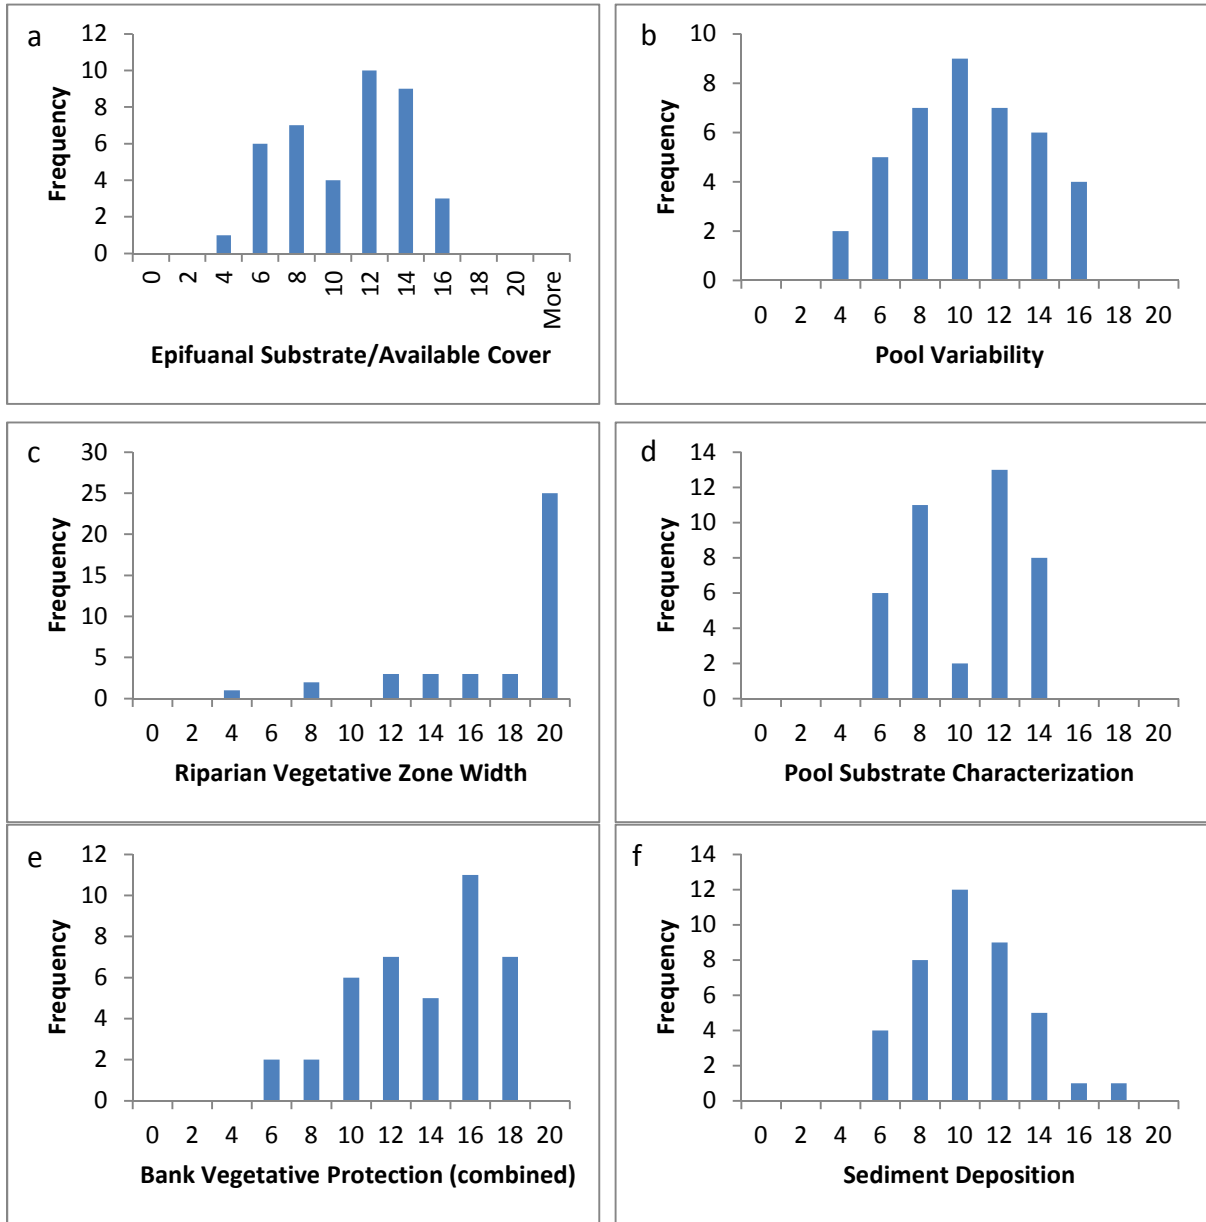 a
12
10
8
6
4
2
0
Frequency
0 2 4 6 8 10 12 14 16 18 20 More
Epifuanal Substrate/Available Cover
b
10
8
6
4
2
0
Frequency
0 2 4 6 8 10 12 14 16 18 20
Pool Variability
c
30
25
20
15
10
5
0
Frequency
0 2 4 6 8 10 12 14 16 18 20
Riparian Vegetative Zone Width
d
14
12
10
8
6
4
2
0
Frequency
0 2 4 6 8 10 12 14 16 18 20
Pool Substrate Characterization
e
12
10
8
6
4
2
0
Frequency
0 2 4 6 8 10 12 14 16 18 20
Bank Vegetative Protection (combined)
f
14
12
10
8
6
4
2
0
Frequency
0 2 4 6 8 10 12 14 16 18 20
Sediment Deposition